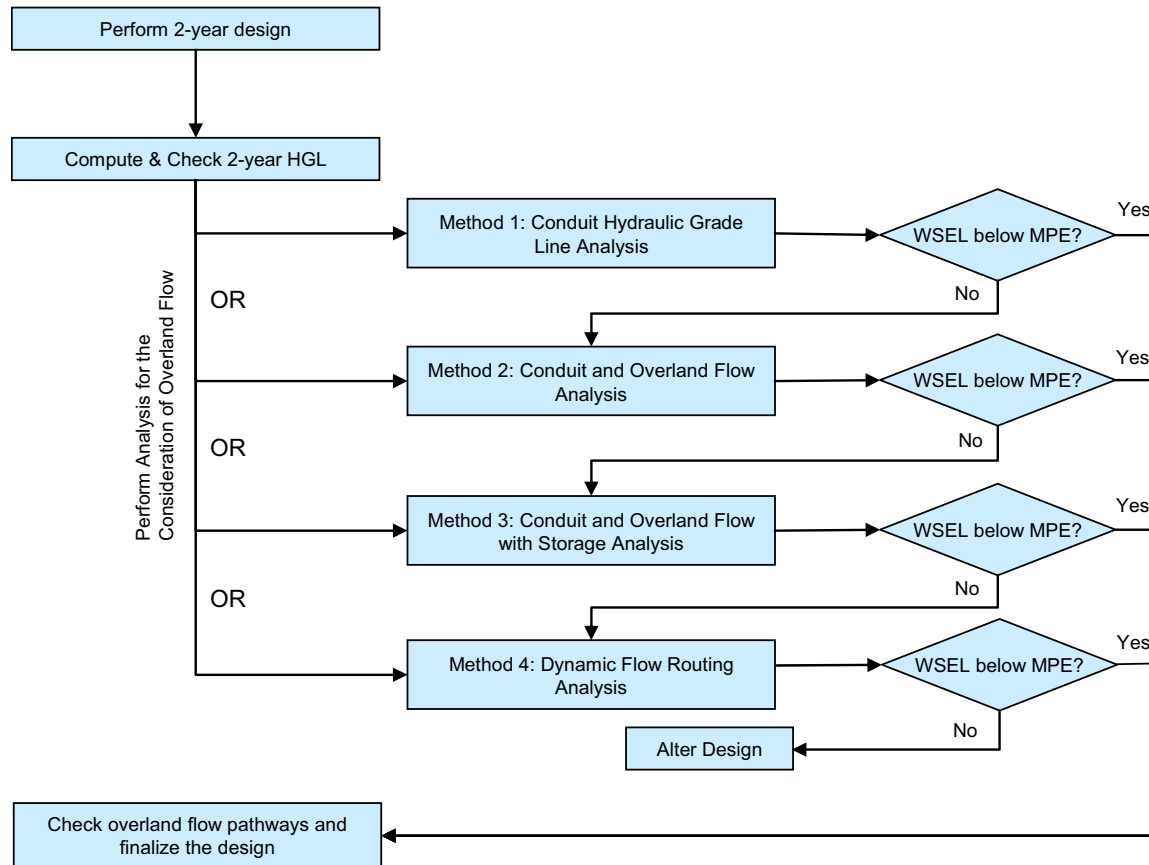 Perform 2-year design
Compute & Check 2-year HGL
Perform Analysis for the
Consideration of Overland Flow
Method 1: Conduit Hydraulic Grade
Line Analysis
WSEL below MPE?
Yes
No
OR
Method 2: Conduit and Overland Flow
Analysis
WSEL below MPE?
Yes
No
OR
Method 3: Conduit and Overland Flow
with Storage Analysis
WSEL below MPE?
Yes
No
OR
Method 4: Dynamic Flow Routing
Analysis
WSEL below MPE?
Yes
No
Alter Design
Check overland flow pathways and
finalize the design